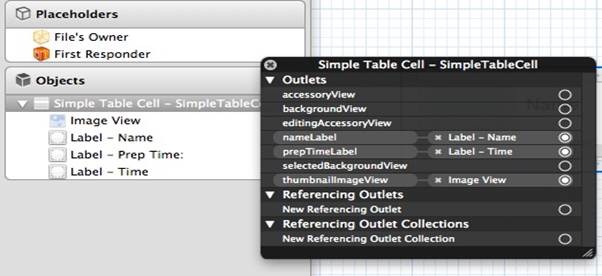 Placeholders
File's Owner
First Responder
Objects
Simple Table Cell - SimpleTableCe
Image View
Label - Name
Label - Prep Time:
Label - Time
Simple Table Cell - SimpleTableCell
Outlets
accessoryView
backgroundView
editingAccessoryView
nameLabel Label - Name
prepTimeLabel Label - Time
selectedBackgroundView
thumbnailImageView Image View
Referencing Outlets
New Referencing Outlet
Referencing Outlet Collections
New Referencing Outlet Collection